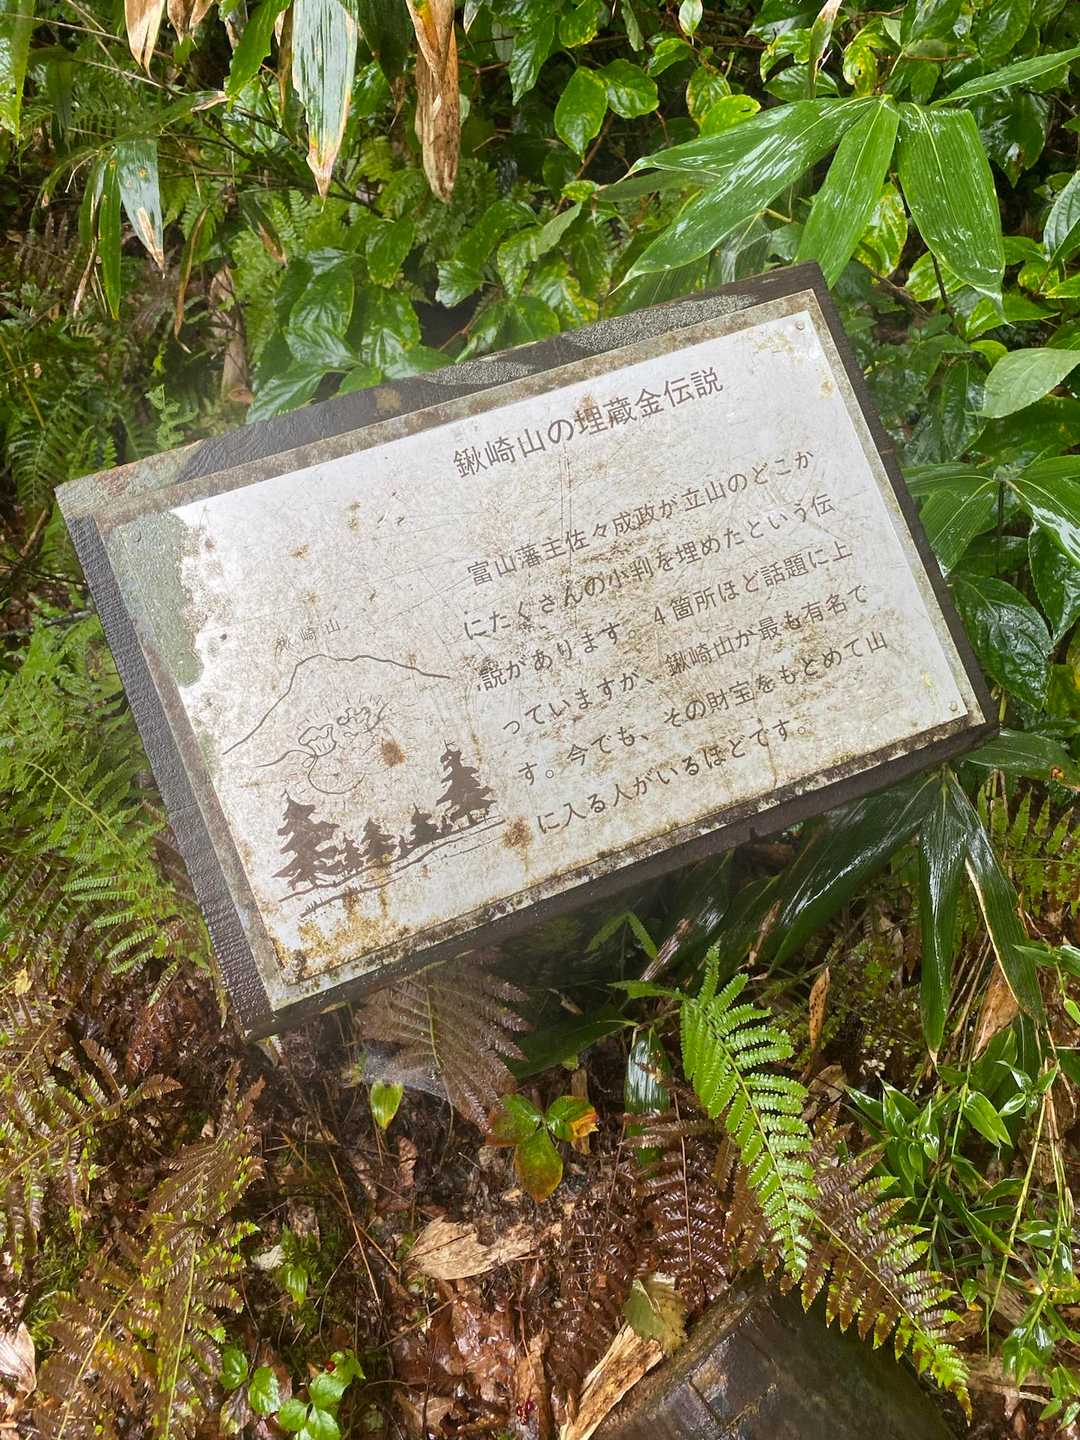 鍬崎山の埋蔵金伝説
富山藩主佐々成政が立山のどこか
にたくさんの小判を埋めたという伝
説があります。4箇所ほど話題に上
っていますが、鍬崎山が最も有名で
す。今でも、その財宝をもとめて山
に入る人がいるほどです。
鍬崎山